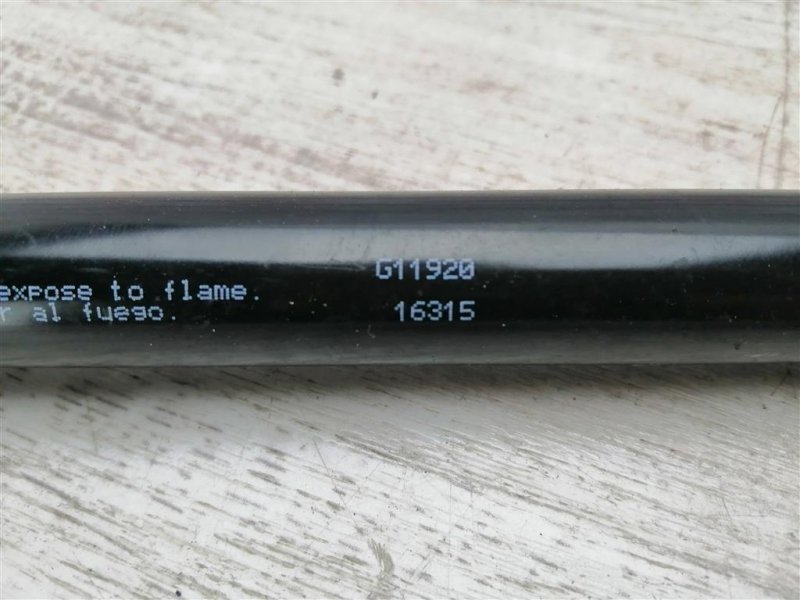 G11920
expose to flame.
r al fuego.
16315